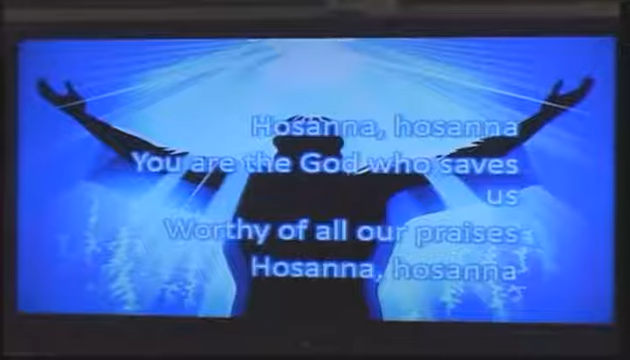 Hosanna, hosanna
You are the God who saves
us
Worthy of all our praises
Hosanna, hosanna